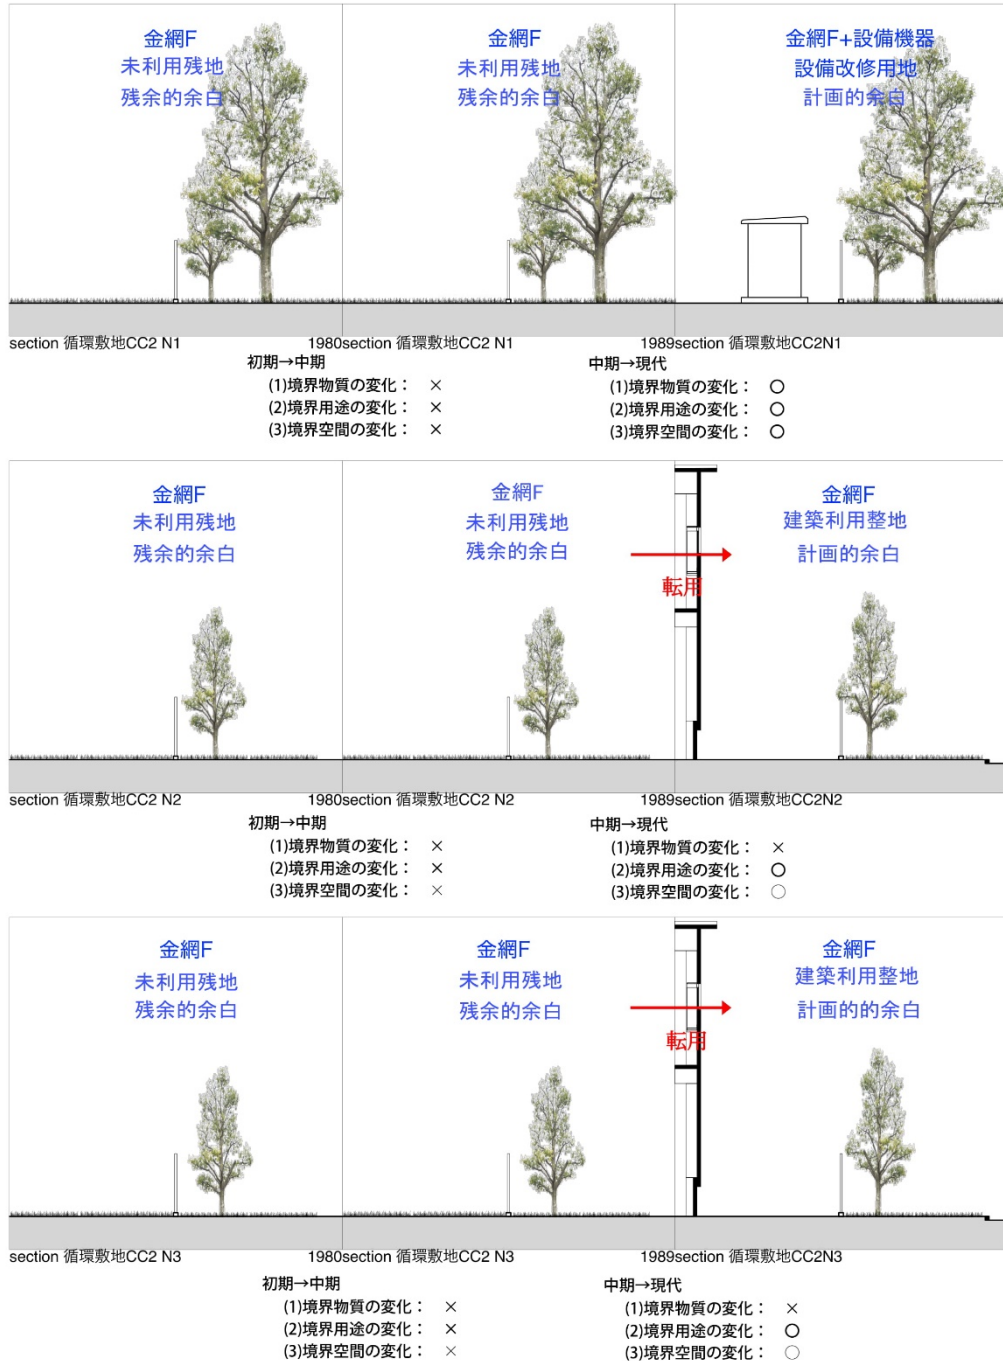 金網F
未利用残地
残余的余白
金網F
未利用残地
残余的余白
金網F+設備機器
設備改修用地
計画的余白
section 循環敷地CC2 N1
1980section 循環敷地CC2 N1
1989section 循環敷地CC2N1
初期→中期
(1)境界物質の変化： ×
(2)境界用途の変化： ×
(3)境界空間の変化： ×
中期→現代
(1)境界物質の変化： ○
(2)境界用途の変化： ○
(3)境界空間の変化： ○
金網F
未利用残地
残余的余白
金網F
未利用残地
残余的余白
転用
金網F
建築利用整地
計画的余白
section 循環敷地CC2 N2
1980section 循環敷地CC2 N2
1989section 循環敷地CC2N2
初期→中期
(1)境界物質の変化： ×
(2)境界用途の変化： ×
(3)境界空間の変化： ×
中期→現代
(1)境界物質の変化： ×
(2)境界用途の変化： ○
(3)境界空間の変化： ○
金網F
未利用残地
残余的余白
金網F
未利用残地
残余的余白
転用
金網F
建築利用整地
計画的的余白
section 循環敷地CC2 N3
1980section 循環敷地CC2 N3
1989section 循環敷地CC2N3
初期→中期
(1)境界物質の変化： ×
(2)境界用途の変化： ×
(3)境界空間の変化： ×
中期→現代
(1)境界物質の変化： ×
(2)境界用途の変化： ○
(3)境界空間の変化： ○